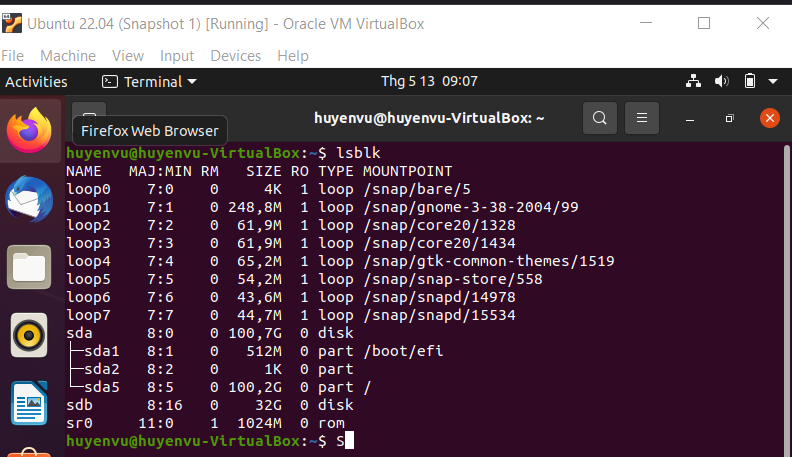 Ubuntu 22.04 (Snapshot 1) [Running] - Oracle VM VirtualBox
File Machine View Input Devices Help
Activities Terminal Thg 5 13 09:07
huyenvu@huyenvu-VirtualBox: ~
Firefox Web Browser
huyenvu@huyenvu-VirtualBox:~$ lsblk
NAME   MAJ:MIN RM   SIZE RO TYPE MOUNTPOINT
loop0    7:0    0     4K  1 loop /snap/bare/5
loop1    7:1    0 248,8M  1 loop /snap/gnome-3-38-2004/99
loop2    7:2    0  61,9M  1 loop /snap/core20/1328
loop3    7:3    0  61,9M  1 loop /snap/core20/1434
loop4    7:4    0  65,2M  1 loop /snap/gtk-common-themes/1519
loop5    7:5    0  54,2M  1 loop /snap/snap-store/558
loop6    7:6    0  43,6M  1 loop /snap/snapd/14978
loop7    7:7    0  44,7M  1 loop /snap/snapd/15534
sda      8:0    0 100,7G  0 disk
├─sda1   8:1    0   512M  0 part /boot/efi
├─sda2   8:2    0     1K  0 part
└─sda5   8:5    0 100,2G  0 part /
sdb      8:16   0    32G  0 disk
sr0     11:0    1  1024M  0 rom
huyenvu@huyenvu-VirtualBox:~$ S